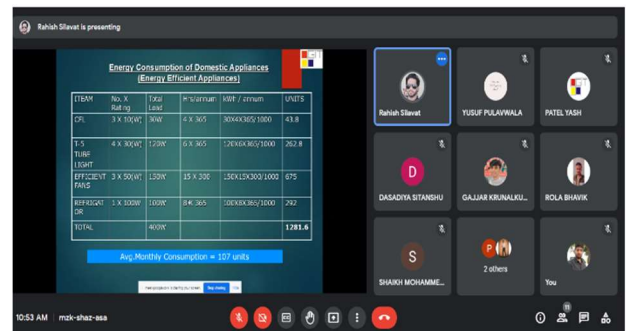 Rahish Silavat is presenting
Energy Consumption of Domestic Appliances
(Energy Efficient Appliances)
ITEAM No. X Rating Total Load Hrs/annum kWh / annum UNITS
CFL 3 X 10(W) 30W 4 X 365 30X4X365/1000 43.8
T-5 TUBE LIGHT 4 X 30(W) 120W 6 X 365 120X6X365/1000 262.8
EFFICIENT FANS 3 X 50(W) 150W 15 X 300 150X15X300/1000 675
REFRIGAT OR 1 X 100W 100W 8 X 365 100X8X365/1000 292
TOTAL 400W 1281.6
Avg.Monthly Consumption = 107 units
Rahish Silavat
YUSUF PULAVWALA
PATEL YASH
D
DASADIYA SITANSHU
GAJJAR KRUNALKU...
ROLA BHAVIK
S
SHAIKH MOHAMME...
P
2 others
You
10:53 AM mzk-shaz-asa
11